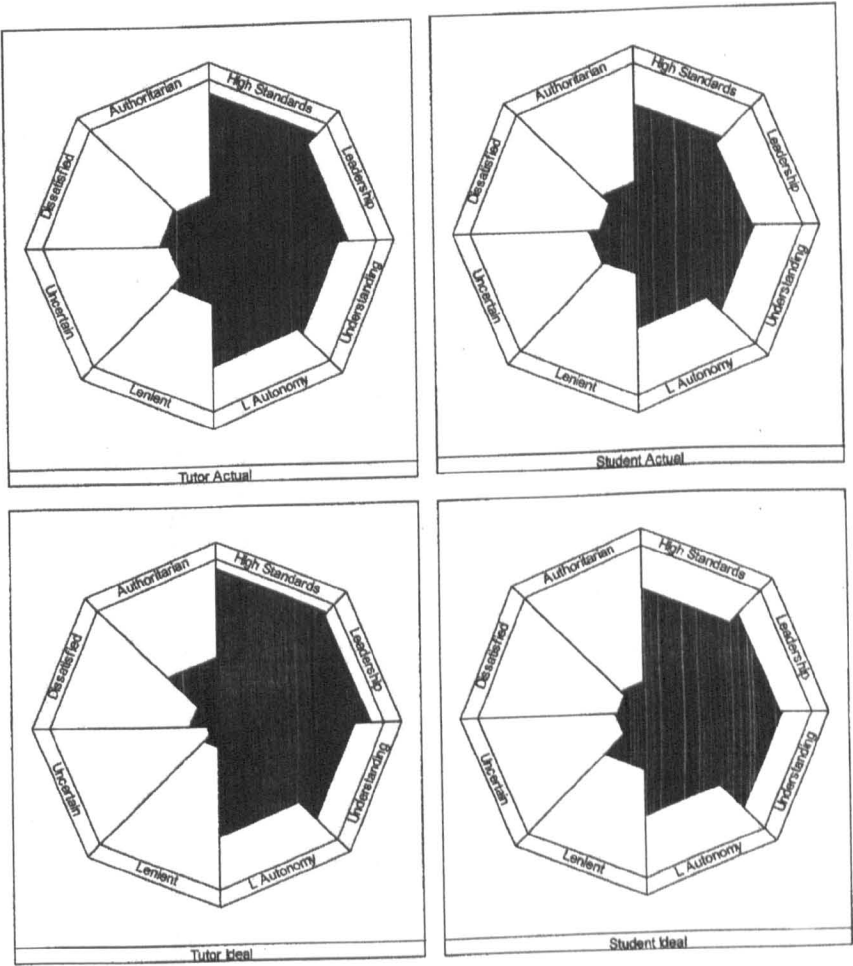 Authoritarian
High Standards
Leadership
Understanding
L Autonomy
Lenient
Uncertain
Dissatisfied
Tutor Actual
Authoritarian
High Standards
Leadership
Understanding
L Autonomy
Lenient
Uncertain
Dissatisfied
Student Actual
Authoritarian
High Standards
Leadership
Understanding
L Autonomy
Lenient
Uncertain
Dissatisfied
Tutor Ideal
Authoritarian
High Standards
Leadership
Understanding
L Autonomy
Lenient
Uncertain
Dissatisfied
Student Ideal